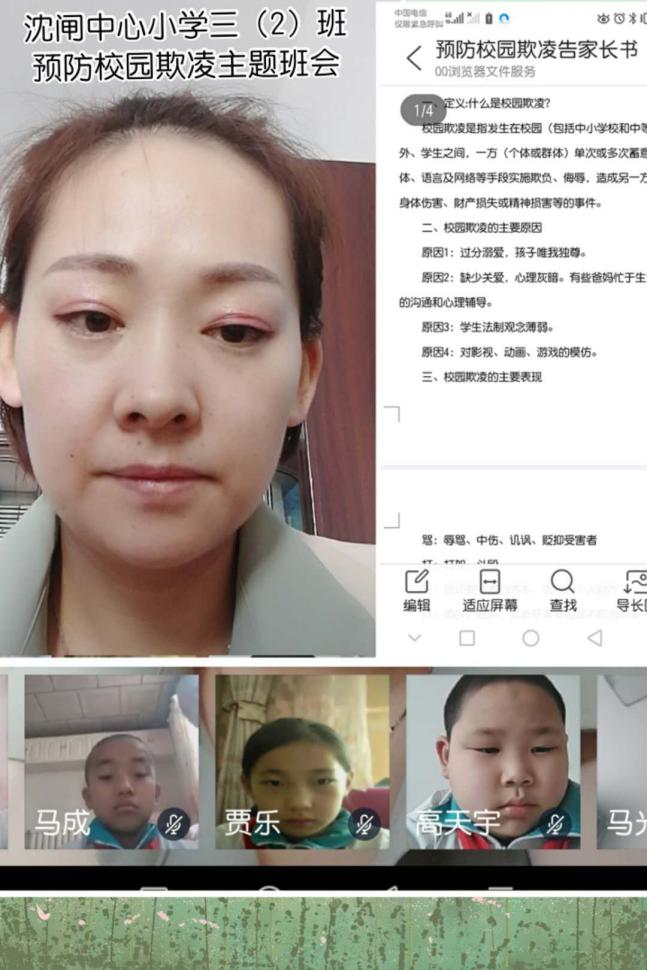 沈闸中心小学三（2）班
预防校园欺凌主题班会
中国电信
仅限紧急呼叫
预防校园欺凌告家长书
00浏览器文件服务
1/4
一、定义:什么是校园欺凌？
校园欺凌是指发生在校园（包括中小学校和中等
外、学生之间，一方（个体或群体）单次或多次蓄意
体、语言及网络等手段实施欺负、侮辱，造成另一方
身体伤害、财产损失或精神损害等的事件。
二、校园欺凌的主要原因
原因1：过分溺爱，孩子唯我独尊。
原因2：缺少关爱，心理灰暗。有些爸妈忙于生
的沟通和心理辅导。
原因3：学生法制观念薄弱。
原因4：对影视、动画、游戏的模仿。
三、校园欺凌的主要表现
骂：辱骂、中伤、讥讽、贬抑受害者
打：打架、斗殴
编辑
适应屏幕
查找
导长图
马成
贾乐
高天宇
马光